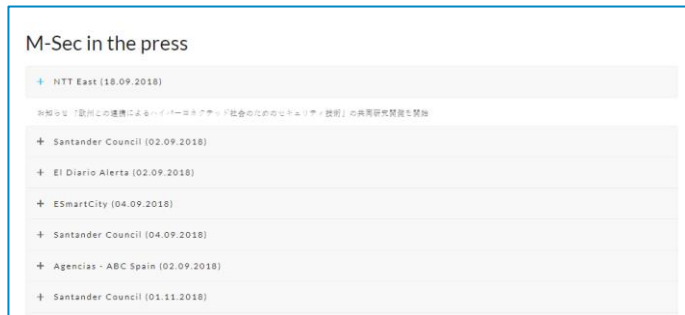 M-Sec in the press
+ NTT East (18.09.2018)
お知らせ 「欧州との連携によるハイパーコネクテッド社会のためのセキュリティ技術」の共同研究開発を開始
+ Santander Council (02.09.2018)
+ El Diario Alerta (02.09.2018)
+ ESmartCity (04.09.2018)
+ Santander Council (04.09.2018)
+ Agencias - ABC Spain (02.09.2018)
+ Santander Council (01.11.2018)